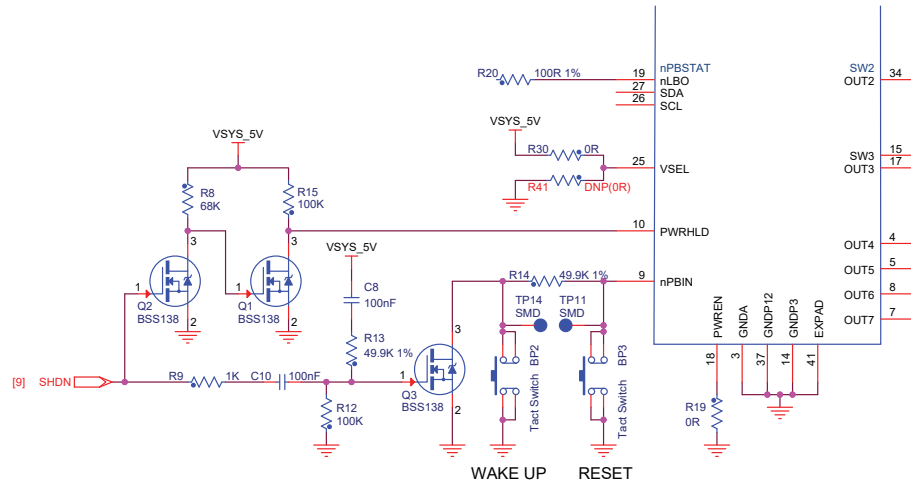 nPBSTAT
SW2
R20 100R 1%
19 nLBO
OUT2 34
27 SDA
26 SCL
VSYS_5V
VSYS_5V
R30 0R
25 VSEL
SW3 15
OUT3 17
R41 DNP(0R)
R8
68K
R15
100K
10 PWRHLD
OUT4 4
VSYS_5V
3
3
R14 49.9K 1%
9 nPBIN
OUT5 5
1
1
C8
100nF
TP14
SMD
TP11
SMD
OUT6 8
Q2
BSS138
2
Q1
BSS138
2
R13
49.9K 1%
3
BP2
Tact Switch
BP3
Tact Switch
PWREN
GNDA
GNDP12
GNDP3
EXPAD
OUT7 7
18
3
37
14
41
[9] SHDN
R9 1K
C10 100nF
1
Q3
BSS138
2
R12
100K
R19
0R
WAKE UP
RESET